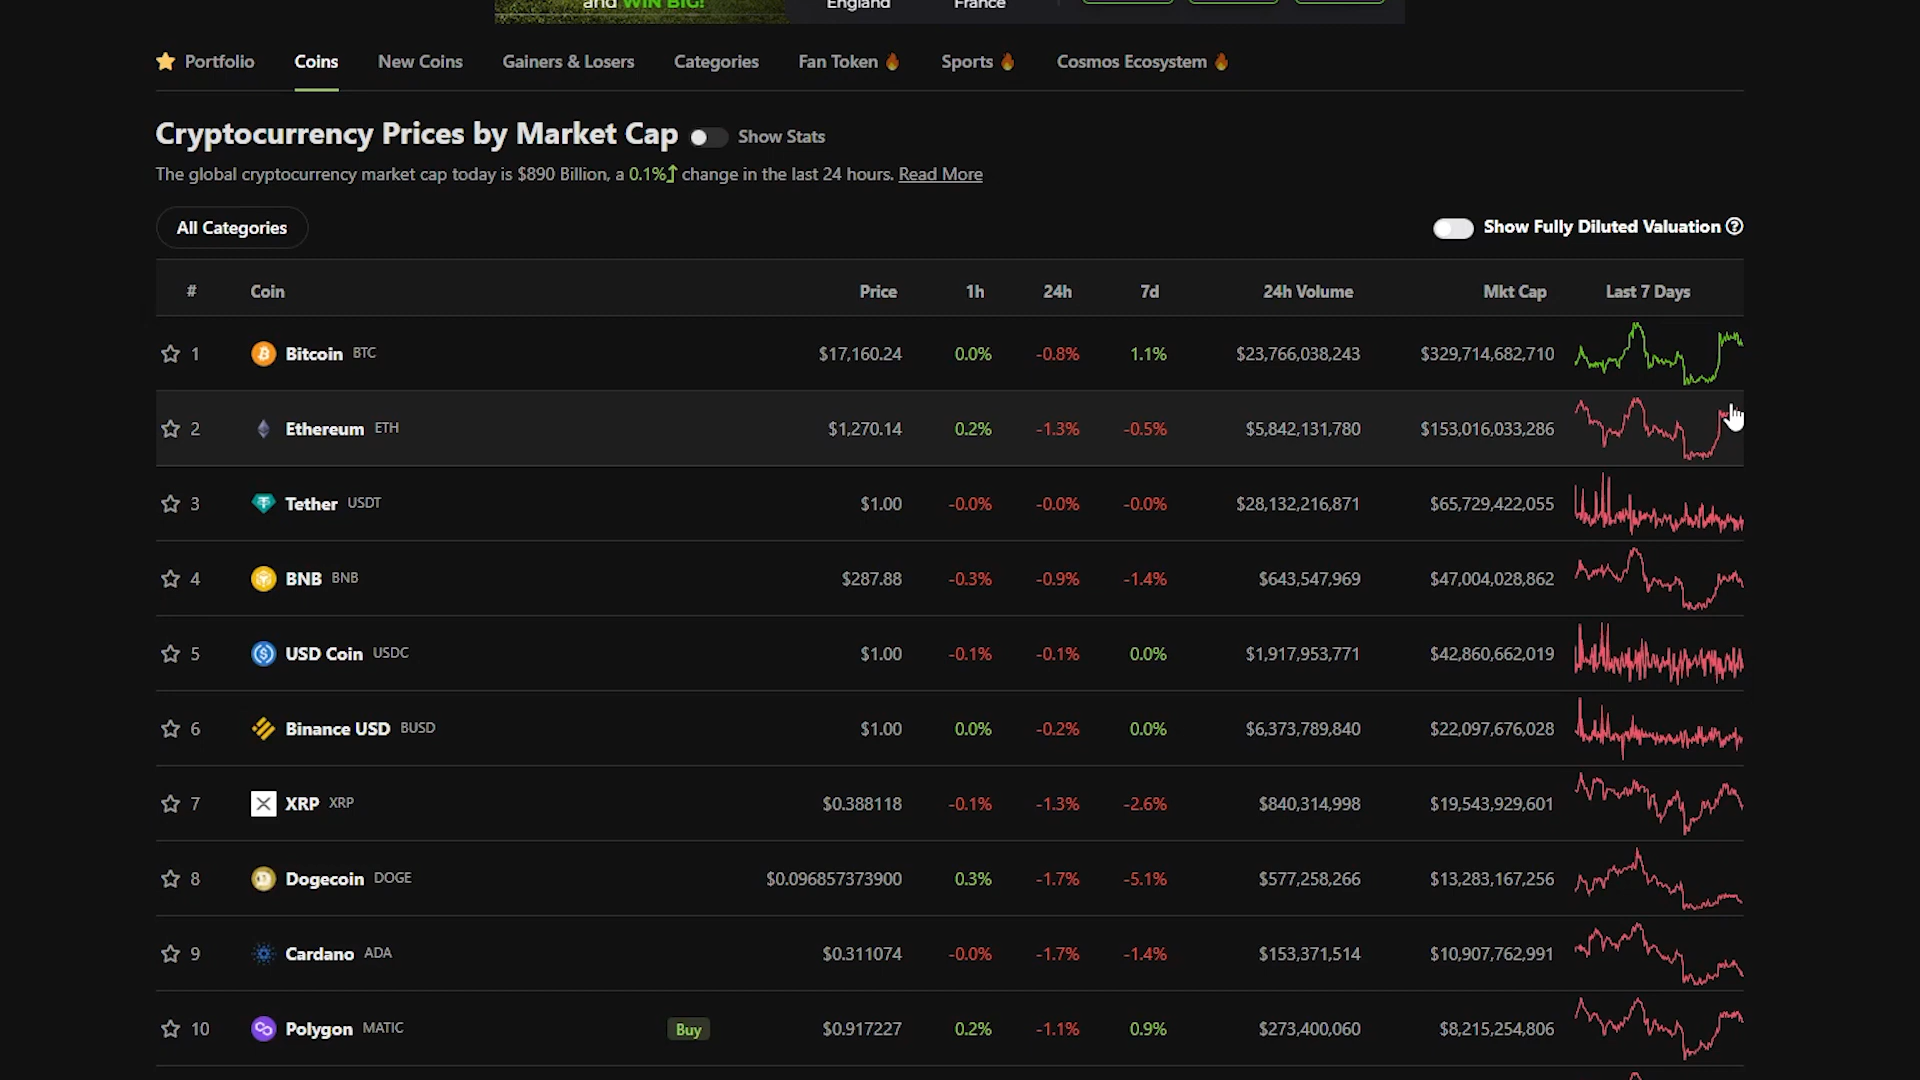 and WIN BIG!
England France
Portfolio Coins New Coins Gainers & Losers Categories Fan Token Sports Cosmos Ecosystem
Cryptocurrency Prices by Market Cap Show Stats
The global cryptocurrency market cap today is $890 Billion, a 0.1% change in the last 24 hours. Read More
All Categories Show Fully Diluted Valuation ?
# Coin Price 1h 24h 7d 24h Volume Mkt Cap Last 7 Days
1 Bitcoin BTC $17,160.24 0.0% -0.8% 1.1% $23,766,038,243 $329,714,682,710
2 Ethereum ETH $1,270.14 0.2% -1.3% -0.5% $5,842,131,780 $153,016,033,286
3 Tether USDT $1.00 -0.0% -0.0% -0.0% $28,132,216,871 $65,729,422,055
4 BNB BNB $287.88 -0.3% -0.9% -1.4% $643,547,969 $47,004,028,862
5 USD Coin USDC $1.00 -0.1% -0.1% 0.0% $1,917,953,771 $42,860,662,019
6 Binance USD BUSD $1.00 0.0% -0.2% 0.0% $6,373,789,840 $22,097,676,028
7 XRP XRP $0.388118 -0.1% -1.3% -2.6% $840,314,998 $19,543,929,601
8 Dogecoin DOGE $0.096857373900 0.3% -1.7% -5.1% $577,258,266 $13,283,167,256
9 Cardano ADA $0.311074 -0.0% -1.7% -1.4% $153,371,514 $10,907,762,991
10 Polygon MATIC Buy $0.917227 0.2% -1.1% 0.9% $273,400,060 $8,215,254,806